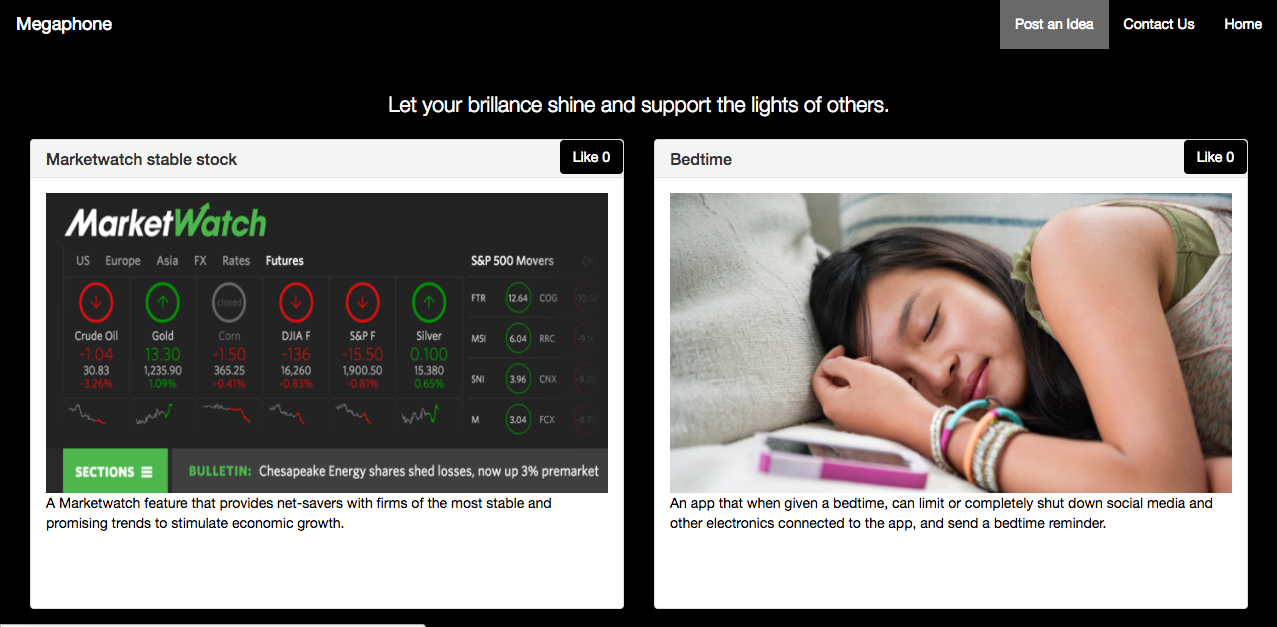 Megaphone
Post an Idea
Contact Us
Home
Let your brillance shine and support the lights of others.
Marketwatch stable stock
Like 0
MarketWatch
US Europe Asia FX Rates Futures
S&P 500 Movers
closed
Crude Oil Gold Corn DJIA F S&P F Silver
-1.04 13.30 -1.50 -136 -15.50 0.100
30.83 1,235.90 365.25 16,260 1,900.50 15.380
-3.26% 1.09% -0.41% -0.83% -0.81% 0.65%
FTR 12.64 COG -10.50
MSI 6.04 RRC
SNI 3.96 CNX
M 3.04 FCX
SECTIONS
BULLETIN: Chesapeake Energy shares shed losses, now up 3% premarket
A Marketwatch feature that provides net-savers with firms of the most stable and
promising trends to stimulate economic growth.
Bedtime
Like 0
An app that when given a bedtime, can limit or completely shut down social media and
other electronics connected to the app, and send a bedtime reminder.